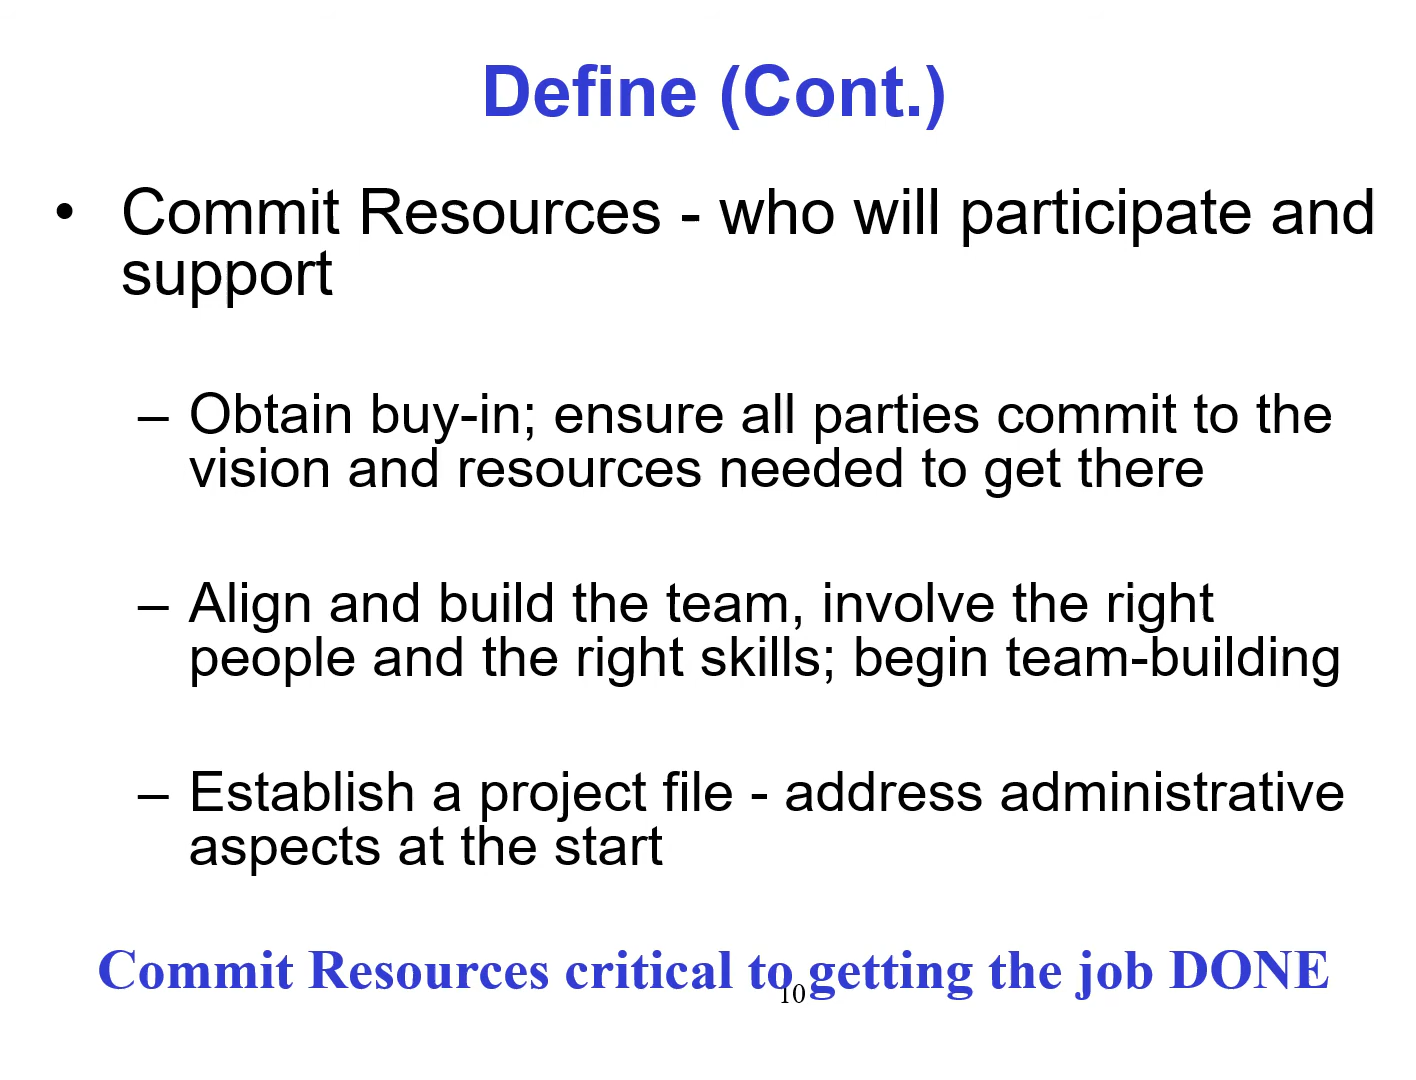 Define (Cont.)
• Commit Resources - who will participate and
support
– Obtain buy-in; ensure all parties commit to the
vision and resources needed to get there
– Align and build the team, involve the right
people and the right skills; begin team-building
– Establish a project file - address administrative
aspects at the start
Commit Resources critical to getting the job DONE
10